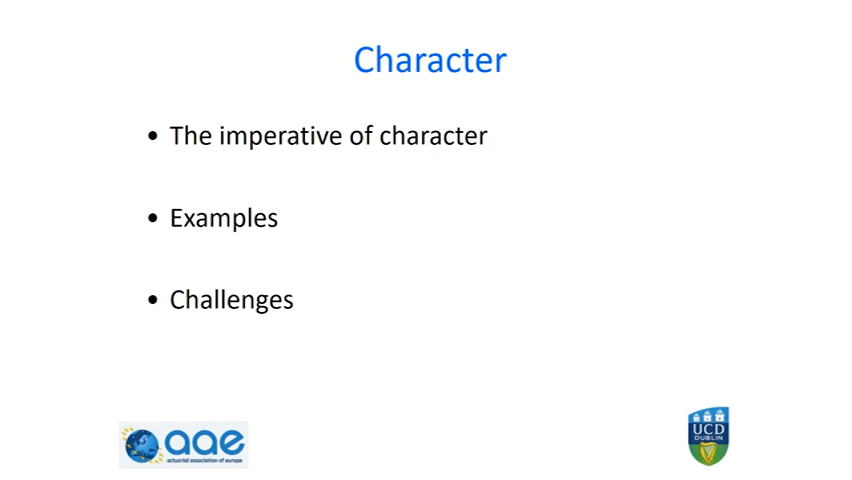 Character
• The imperative of character
• Examples
• Challenges
aae
actuarial association of europe
UCD
DUBLIN